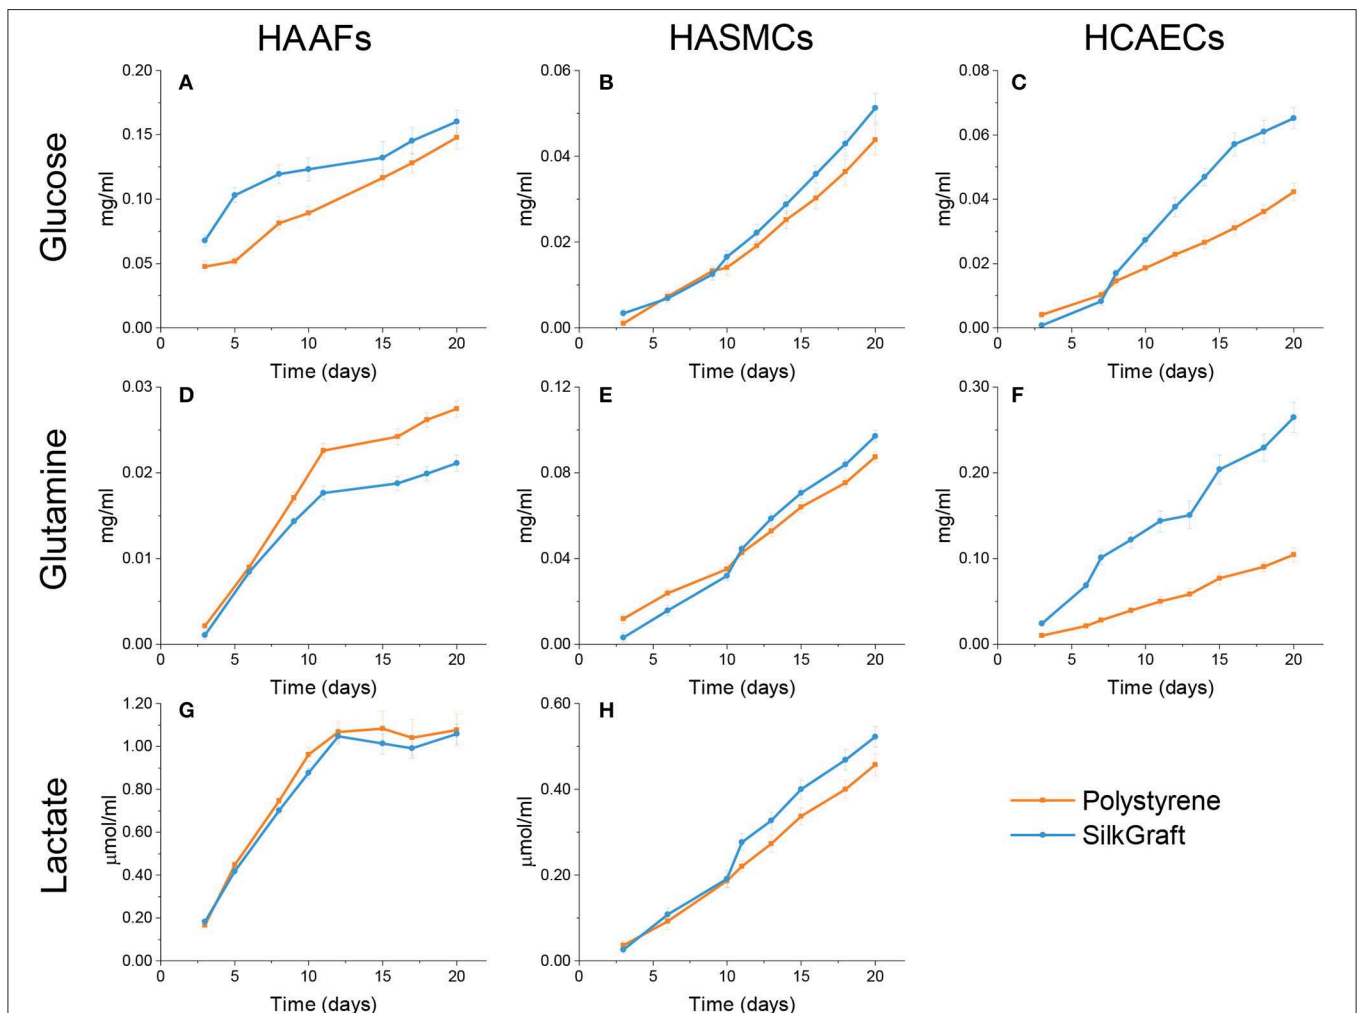 HAAFs HASMCs HCAECs
Glucose
A
mg/ml
0.20
0.15
0.10
0.05
0.00
0 5 10 15 20
Time (days)
B
mg/ml
0.06
0.04
0.02
0.00
0 5 10 15 20
Time (days)
C
mg/ml
0.08
0.06
0.04
0.02
0.00
0 5 10 15 20
Time (days)
Glutamine
D
mg/ml
0.03
0.02
0.01
0.00
0 5 10 15 20
Time (days)
E
mg/ml
0.12
0.08
0.04
0.00
0 5 10 15 20
Time (days)
F
mg/ml
0.30
0.20
0.10
0.00
0 5 10 15 20
Time (days)
Lactate
G
μmol/ml
1.20
1.00
0.80
0.60
0.40
0.20
0.00
0 5 10 15 20
Time (days)
H
μmol/ml
0.60
0.40
0.20
0.00
0 5 10 15 20
Time (days)
Polystyrene
SilkGraft